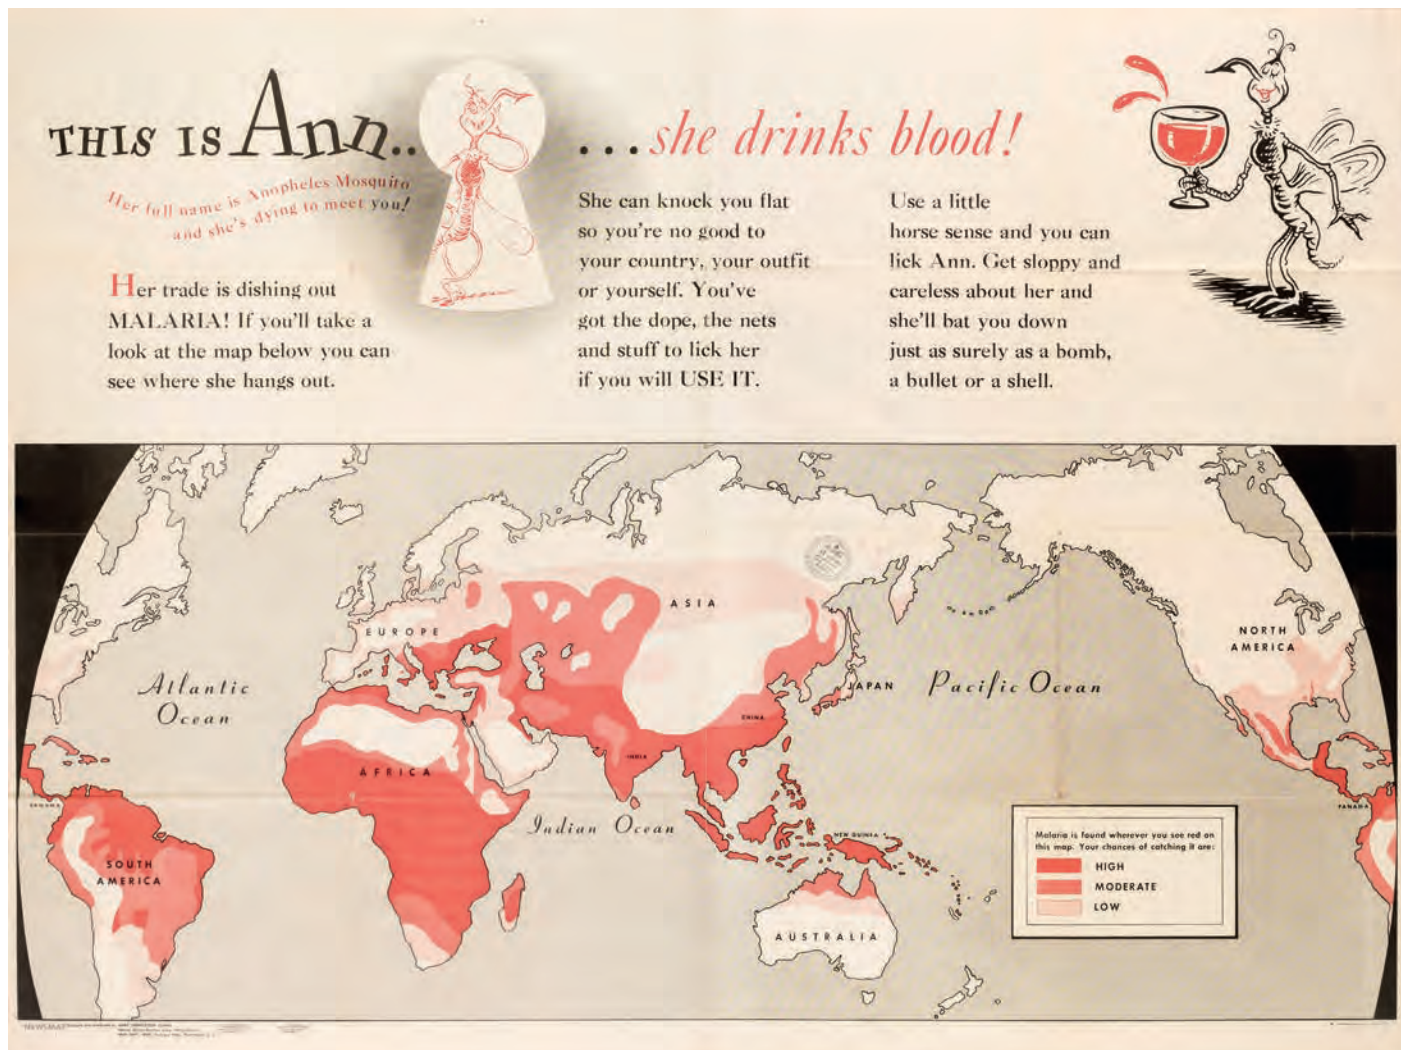 THIS IS Ann..
Her full name is Anopheles Mosquito
and she's dying to meet you!
Her trade is dishing out
MALARIA! If you'll take a
look at the map below you can
see where she hangs out.
...she drinks blood!
She can knock you flat
so you're no good to
your country, your outfit
or yourself. You've
got the dope, the nets
and stuff to lick her
if you will USE IT.
Use a little
horse sense and you can
lick Ann. Get sloppy and
careless about her and
she'll bat you down
just as surely as a bomb,
a bullet or a shell.
ASIA
EUROPE
NORTH
AMERICA
Atlantic
Ocean
JAPAN
Pacific Ocean
CHINA
INDIA
AFRICA
PANAMA
PANAMA
Indian Ocean
NEW GUINEA
SOUTH
AMERICA
AUSTRALIA
Malaria is found wherever you see red on
this map. Your chances of catching it are:
HIGH
MODERATE
LOW
NEWSMAP